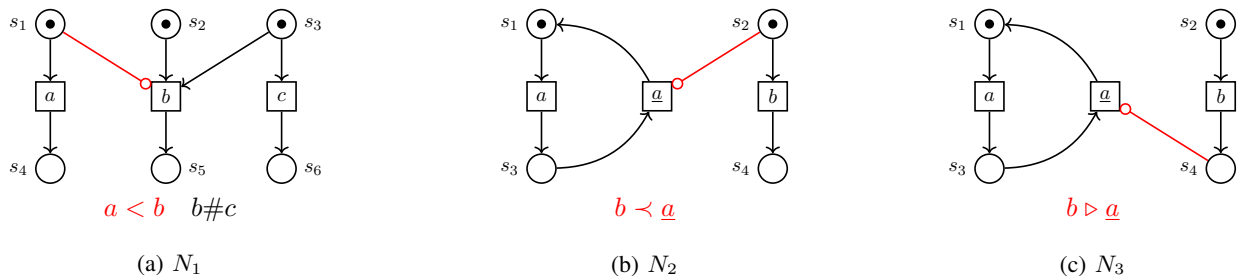 s₁ s₂ s₃ s₁ s₂ s₁ s₂
a b c a a̲ b a a̲ b
s₄ s₅ s₆ s₃ s₄ s₃ s₄
a < b b#c b ≺ a̲ b ▷ a̲
(a) N₁ (b) N₂ (c) N₃